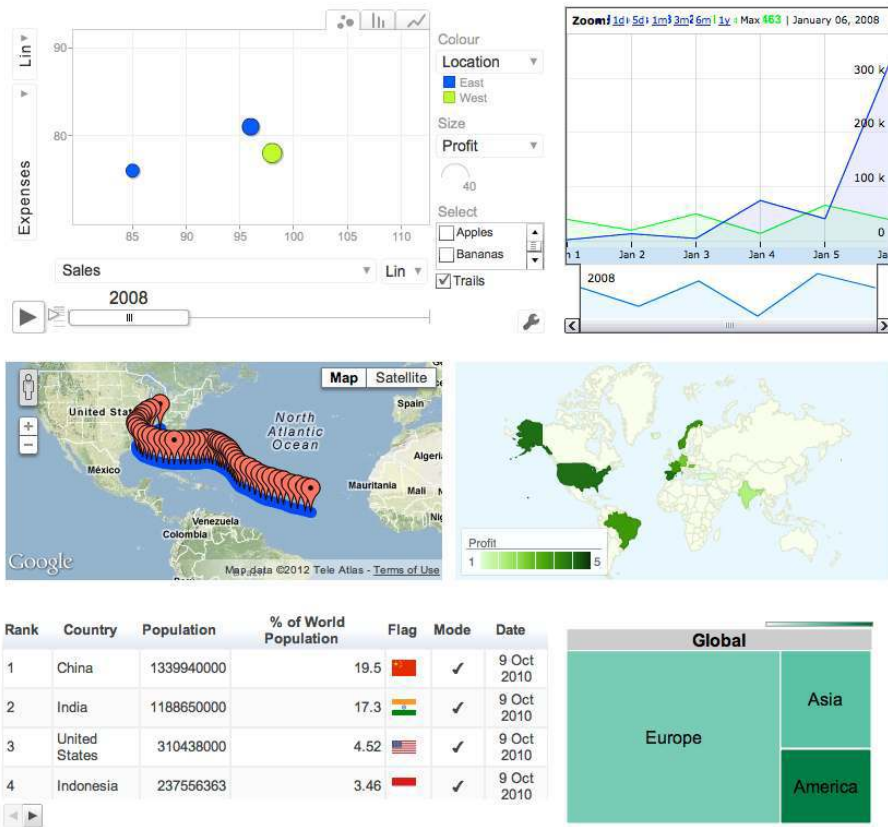 Lin
Expenses
90
80
85
90
95
100
105
110
Sales
Lin
2008
Colour
Location
East
West
Size
Profit
40
Select
Apples
Bananas
Trails
Zoom: 1d 5d 1m 3m 6m 1y Max 463 | January 06, 2008
300 k
200 k
100 k
0
Jan 2
Jan 3
Jan 4
Jan 5
2008
Map
Satellite
North
Atlantic
Ocean
Spain
México
Mauritania
Mali
Venezuela
Colombia
Google
Map data ©2012 Tele Atlas - Terms of Use
Profit
1
5
Rank Country Population % of World Population Flag Mode Date
1 China 1339940000 19.5 ✓ 9 Oct 2010
2 India 1188650000 17.3 ✓ 9 Oct 2010
3 United States 310438000 4.52 ✓ 9 Oct 2010
4 Indonesia 237556363 3.46 ✓ 9 Oct 2010
Global
Europe
Asia
America